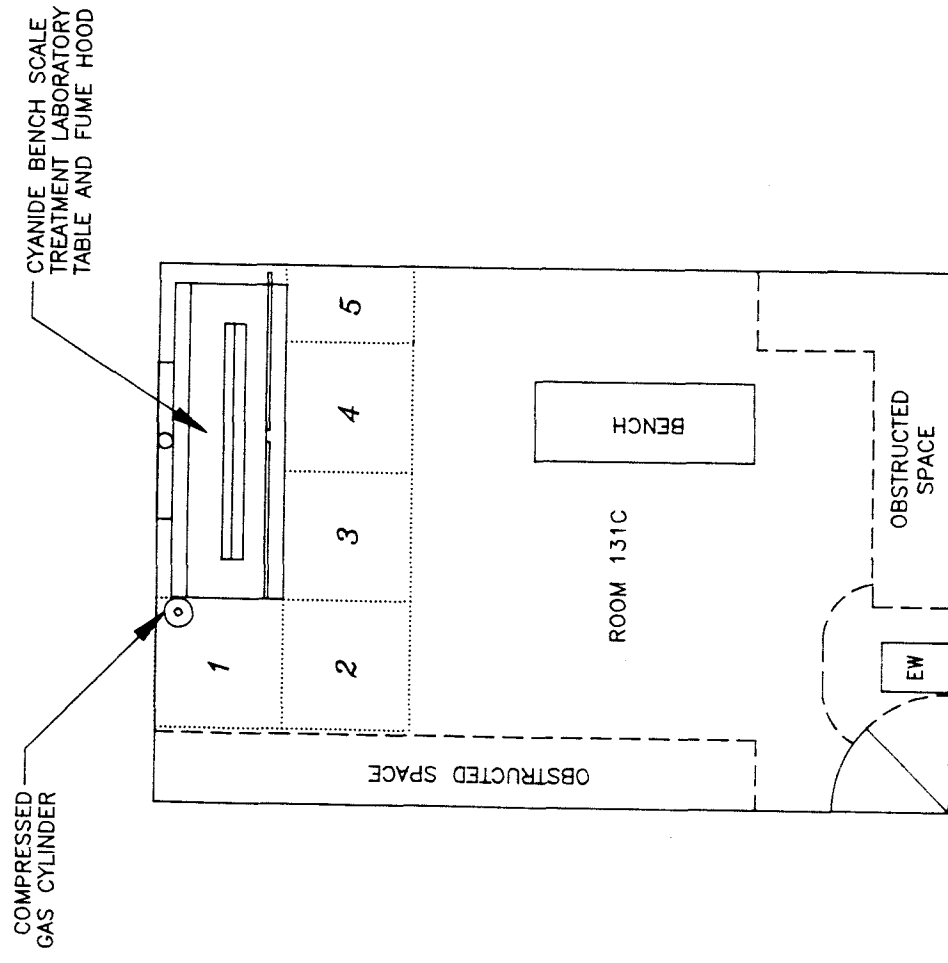 COMPRESSED
GAS CYLINDER
CYANIDE BENCH SCALE
TREATMENT LABORATORY
TABLE AND FUME HOOD
1
2
3
4
5
BENCH
ROOM 131C
OBSTRUCTED SPACE
OBSTRUCTED
SPACE
EW